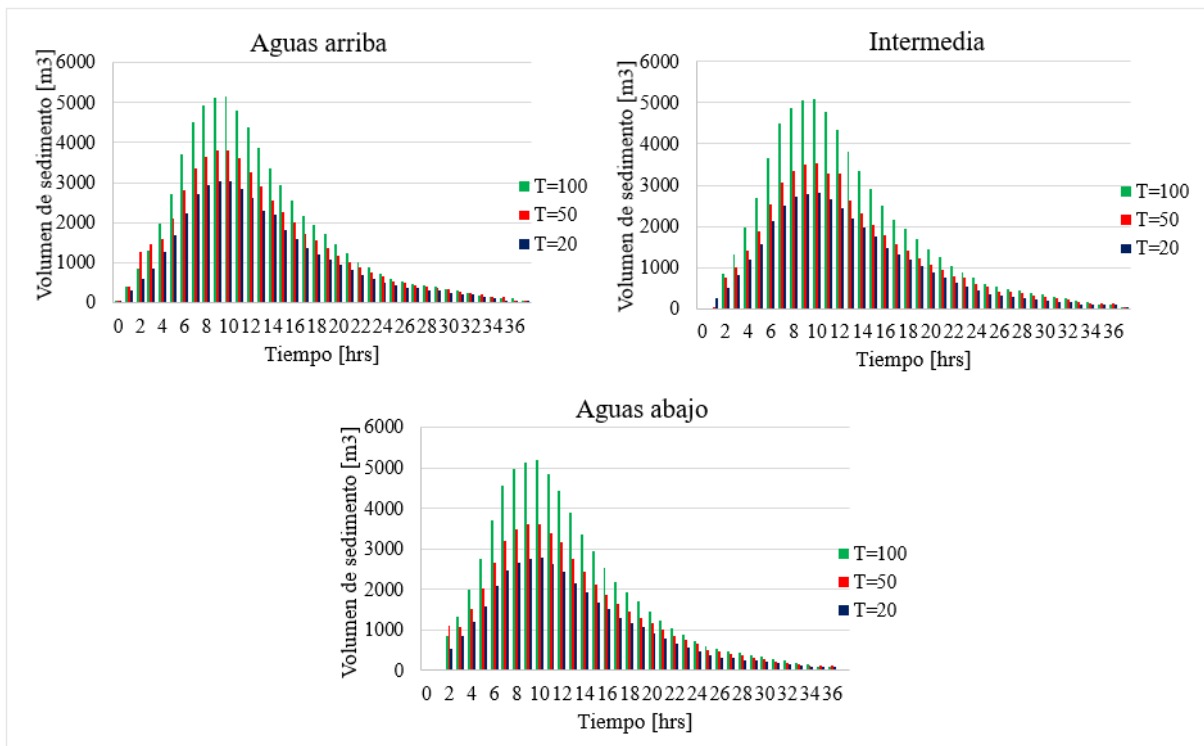 Aguas arriba
Volumen de sedimento [m3]
6000
5000
4000
3000
2000
1000
0
0 2 4 6 8 10 12 14 16 18 20 22 24 26 28 30 32 34 36
Tiempo [hrs]
T=100
T=50
T=20
Intermedia
Volumen de sedimento [m3]
6000
5000
4000
3000
2000
1000
0
0 2 4 6 8 10 12 14 16 18 20 22 24 26 28 30 32 34 36
Tiempo [hrs]
T=100
T=50
T=20
Aguas abajo
Volumen de sedimento [m3]
6000
5000
4000
3000
2000
1000
0
0 2 4 6 8 10 12 14 16 18 20 22 24 26 28 30 32 34 36
Tiempo [hrs]
T=100
T=50
T=20